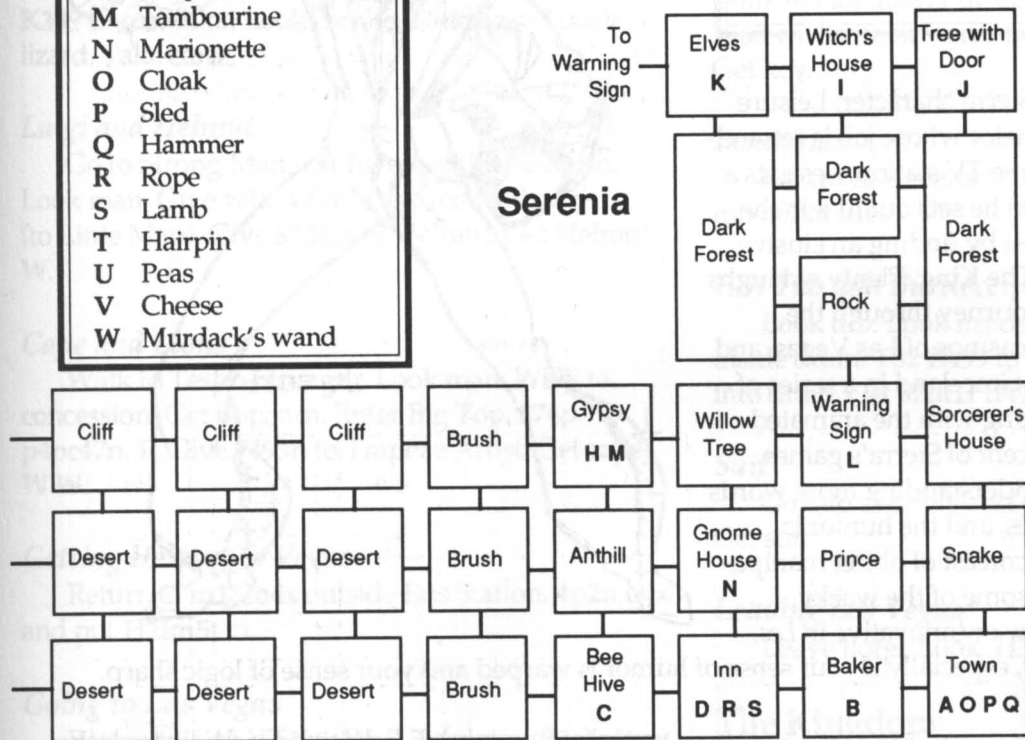 M Tambourine
N Marionette
O Cloak
P Sled
Q Hammer
R Rope
S Lamb
T Hairpin
U Peas
V Cheese
W Murdack's wand
Serenia
To
Warning
Sign
Elves
K
Witch's
House
I
Tree with
Door
J
Dark
Forest
Dark
Forest
Dark
Forest
Rock
Cliff
Cliff
Cliff
Brush
Gypsy
H M
Willow
Tree
Sign
L
Sorcerer's
House
Desert
Desert
Desert
Brush
Anthill
Gnome
House
N
Prince
Snake
Desert
Desert
Desert
Brush
Bee
Hive
C
Inn
D R S
Baker
B
Town
A O P Q